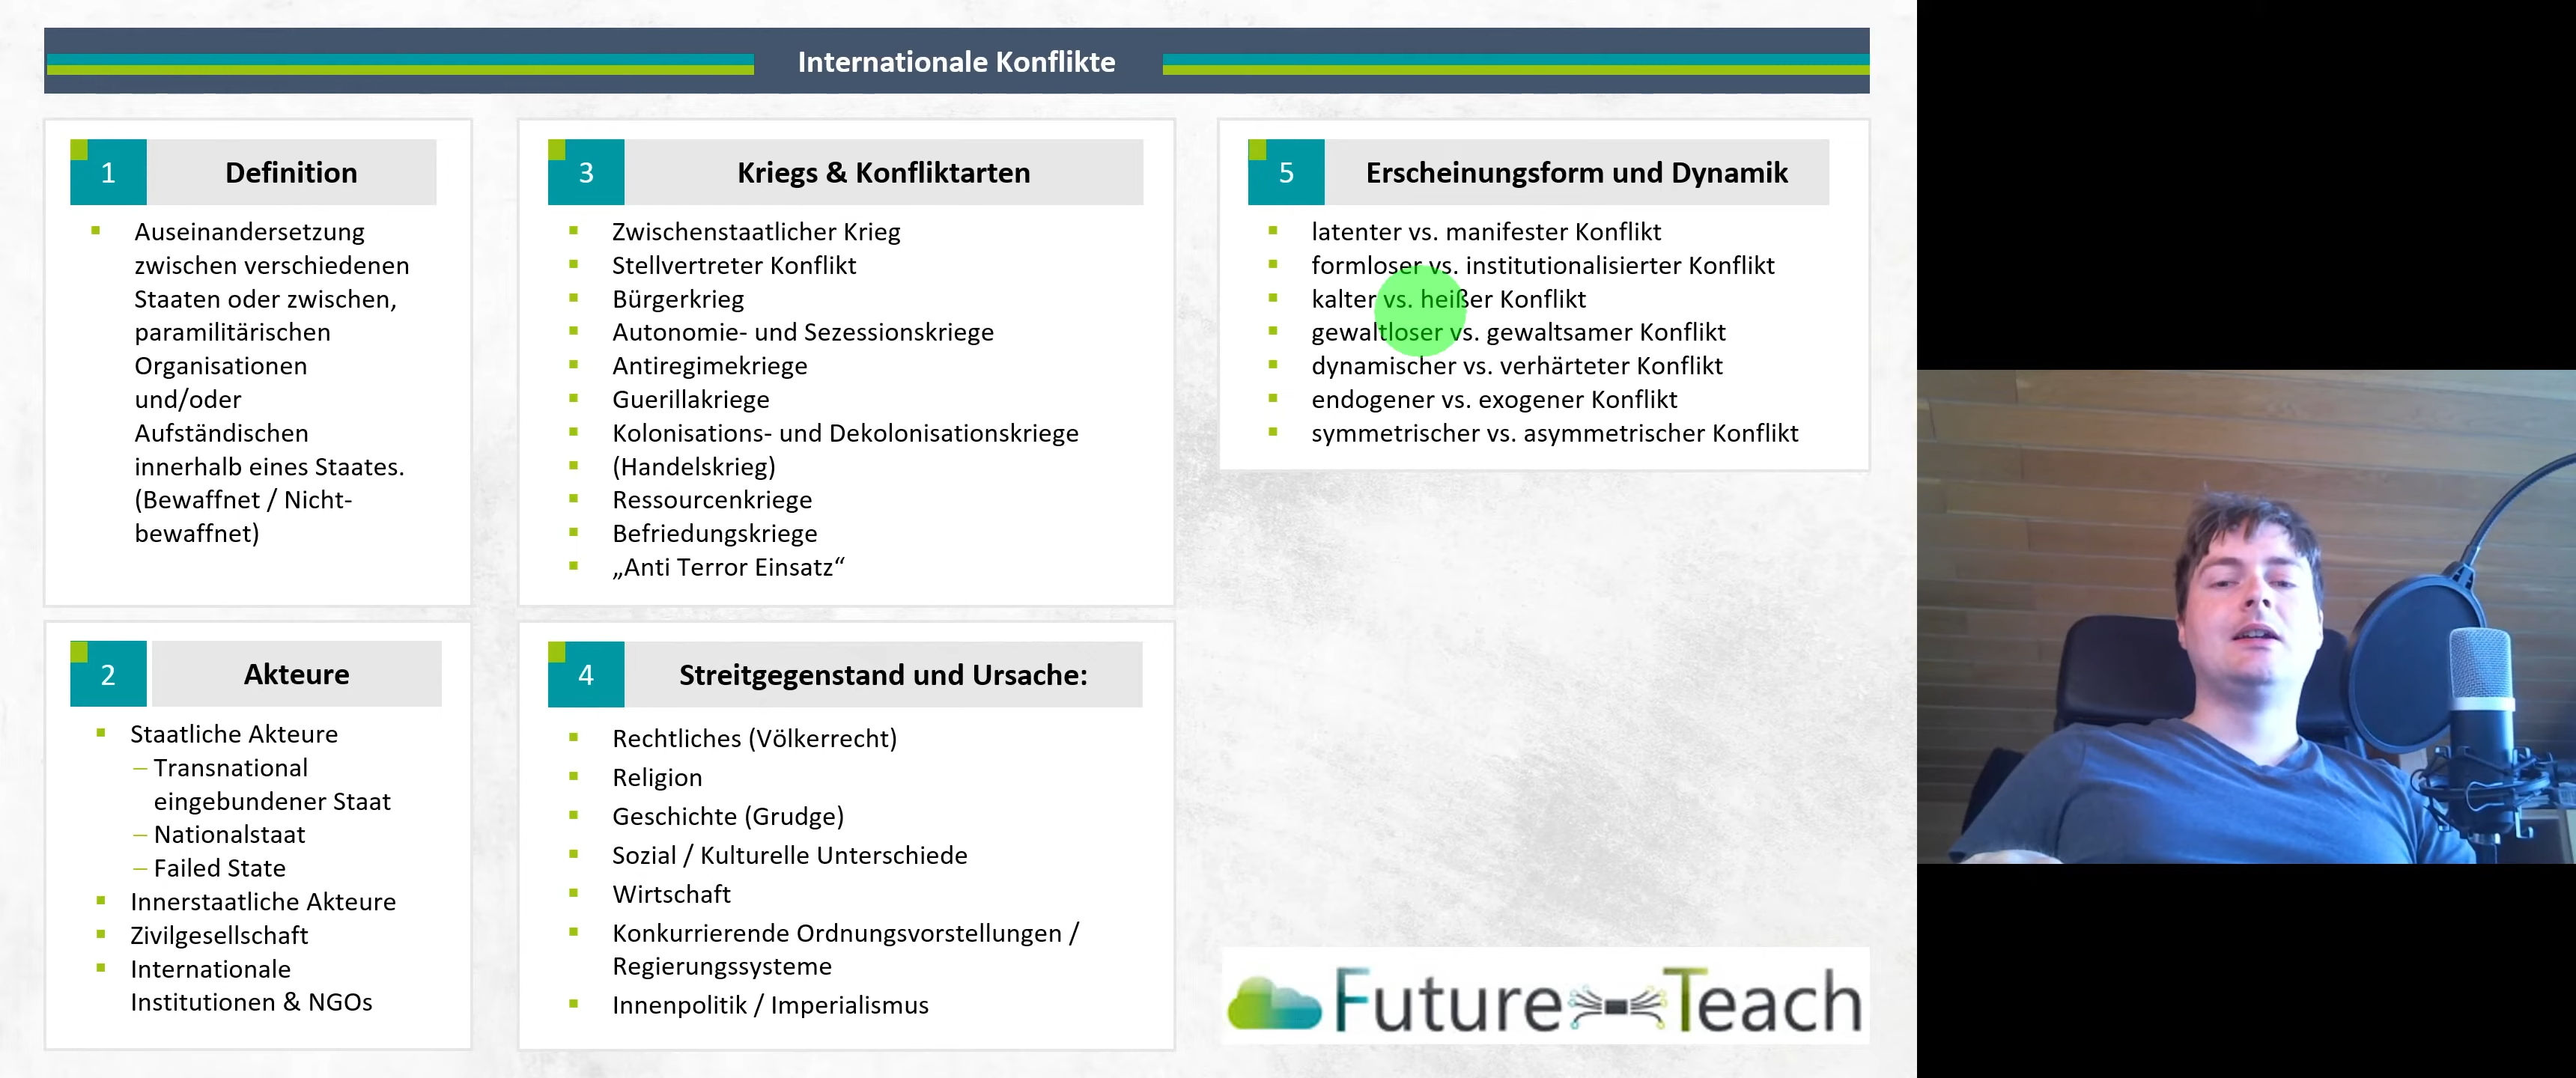 Internationale Konflikte
1
Definition
Auseinandersetzung
zwischen verschiedenen
Staaten oder zwischen,
paramilitärischen
Organisationen
und/oder
Aufständischen
innerhalb eines Staates.
(Bewaffnet / Nicht-
bewaffnet)
2
Akteure
Staatliche Akteure
– Transnational
eingebundener Staat
– Nationalstaat
– Failed State
Innerstaatliche Akteure
Zivilgesellschaft
Internationale
Institutionen & NGOs
3
Kriegs & Konfliktarten
Zwischenstaatlicher Krieg
Stellvertreter Konflikt
Bürgerkrieg
Autonomie- und Sezessionskriege
Antiregimekriege
Guerillakriege
Kolonisations- und Dekolonisationskriege
(Handelskrieg)
Ressourcenkriege
Befriedungskriege
„Anti Terror Einsatz“
4
Streitgegenstand und Ursache:
Rechtliches (Völkerrecht)
Religion
Geschichte (Grudge)
Sozial / Kulturelle Unterschiede
Wirtschaft
Konkurrierende Ordnungsvorstellungen /
Regierungssysteme
Innenpolitik / Imperialismus
5
Erscheinungsform und Dynamik
latenter vs. manifester Konflikt
formloser vs. institutionalisierter Konflikt
kalter vs. heißer Konflikt
gewaltloser vs. gewaltsamer Konflikt
dynamischer vs. verhärteter Konflikt
endogener vs. exogener Konflikt
symmetrischer vs. asymmetrischer Konflikt
Future Teach